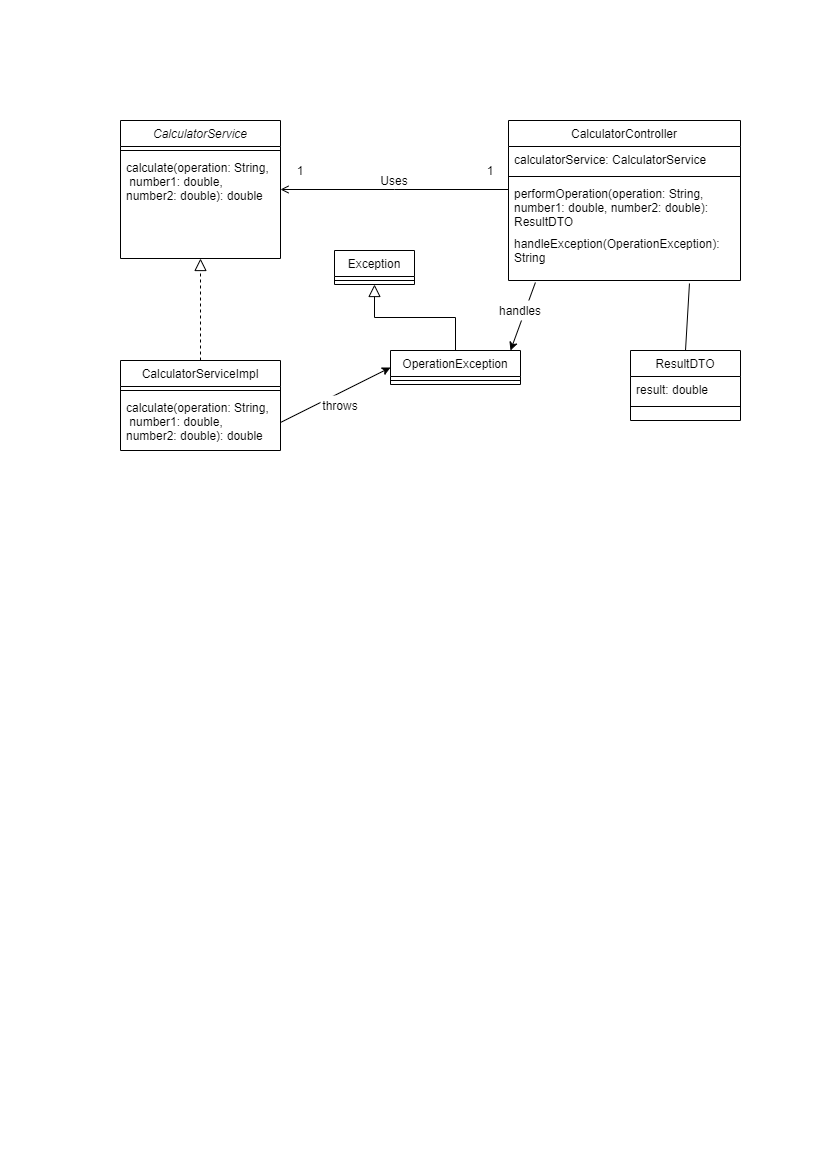 CalculatorService
calculate(operation: String,
number1: double,
number2: double): double
CalculatorController
calculatorService: CalculatorService
performOperation(operation: String,
number1: double, number2: double):
ResultDTO
handleException(OperationException):
String
1
Uses
1
Exception
handles
CalculatorServiceImpl
calculate(operation: String,
number1: double,
number2: double): double
throws
OperationException
ResultDTO
result: double